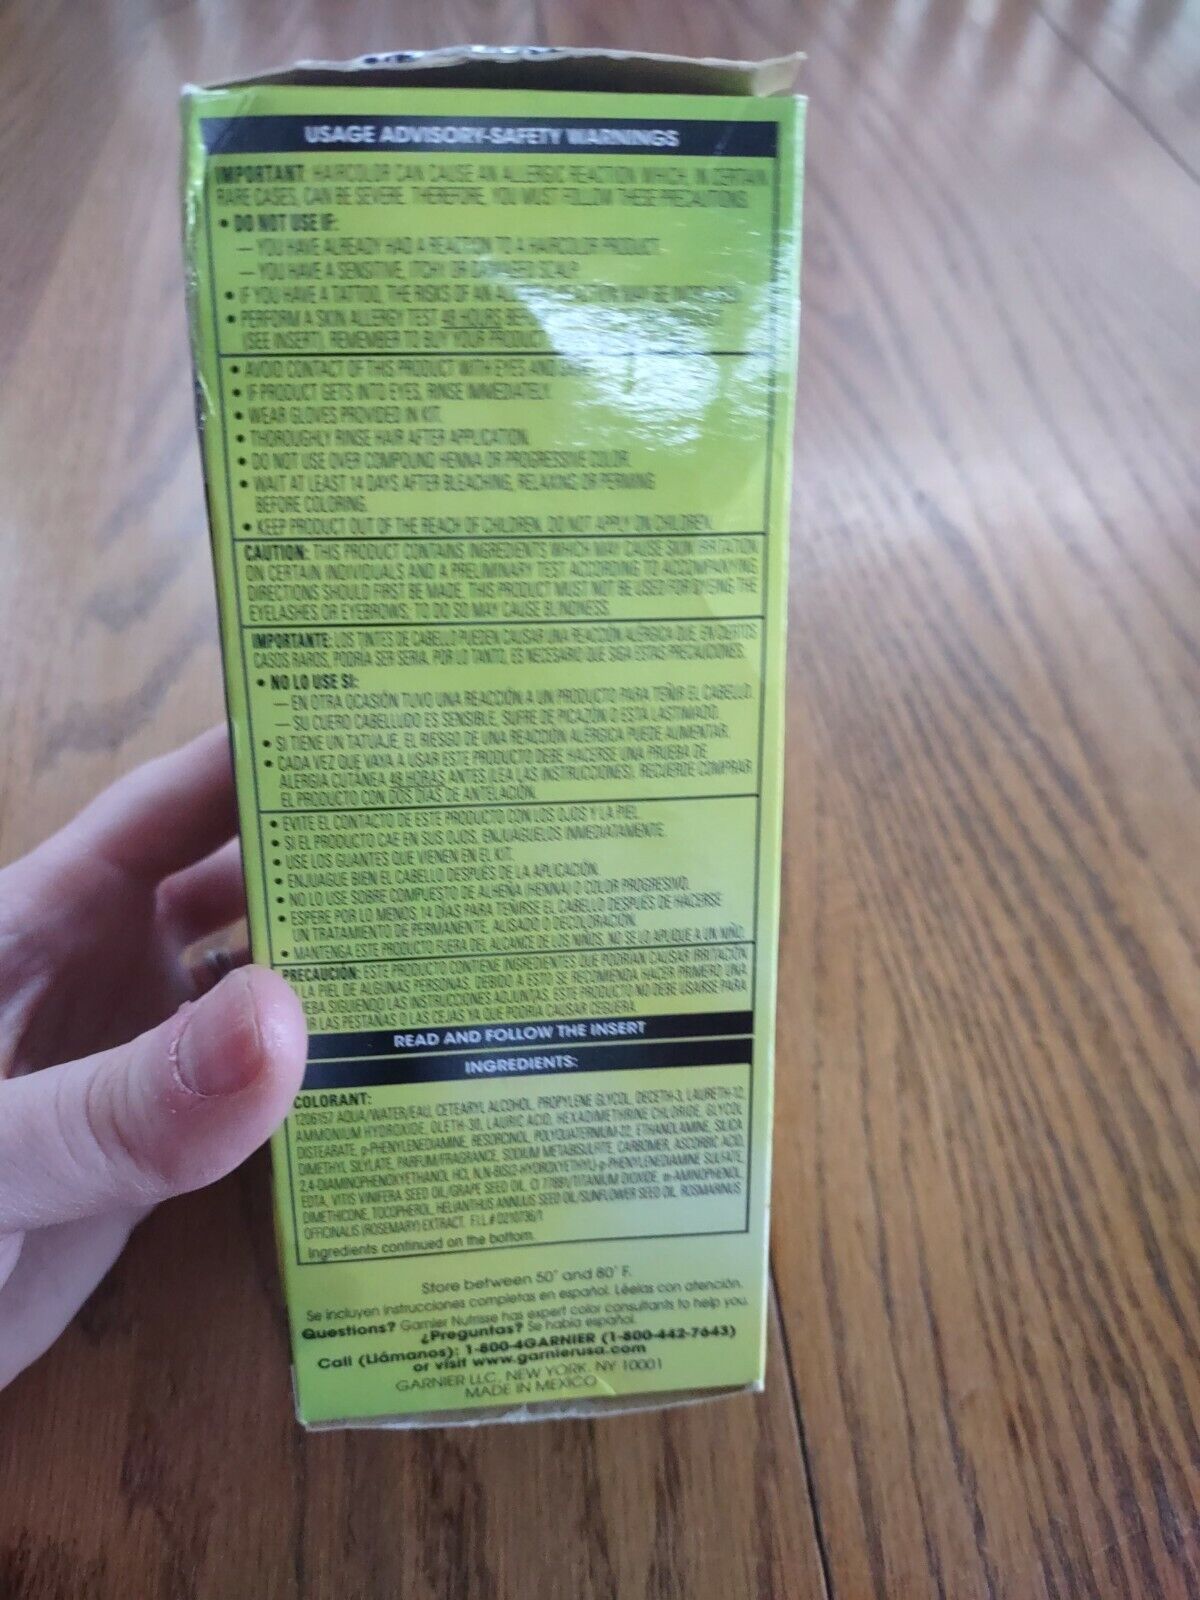 USAGE ADVISORY-SAFETY WARNINGS
IMPORTANT: HAIRCOLOR CAN CAUSE AN ALLERGIC REACTION WHICH, IN CERTAIN
RARE CASES, CAN BE SEVERE. THEREFORE, YOU MUST FOLLOW THESE PRECAUTIONS:
• DO NOT USE IF:
— YOU HAVE ALREADY HAD A REACTION TO A HAIRCOLOR PRODUCT
— YOU HAVE A SENSITIVE, ITCHY OR DAMAGED SCALP
• IF YOU HAVE A TATTOO, THE RISKS OF AN REACTION MAY BE
• PERFORM A SKIN ALLERGY TEST 48 HOURS
(SEE INSERT). REMEMBER TO BUY YOUR PRODUCT
• AVOID CONTACT OF THIS PRODUCT WITH EYES AND
• IF PRODUCT GETS INTO EYES, RINSE IMMEDIATELY.
• WEAR GLOVES PROVIDED IN KIT.
• THOROUGHLY RINSE HAIR AFTER APPLICATION.
• DO NOT USE OVER COMPOUND HENNA OR PROGRESSIVE COLOR.
• WAIT AT LEAST 14 DAYS AFTER BLEACHING, RELAXING OR PERMING
BEFORE COLORING.
• KEEP PRODUCT OUT OF THE REACH OF CHILDREN. DO NOT APPLY ON CHILDREN.
CAUTION: THIS PRODUCT CONTAINS INGREDIENTS WHICH MAY CAUSE SKIN IRRITATION
ON CERTAIN INDIVIDUALS AND A PRELIMINARY TEST ACCORDING TO ACCOMPANYING
DIRECTIONS SHOULD FIRST BE MADE. THIS PRODUCT MUST NOT BE USED FOR DYEING THE
EYELASHES OR EYEBROWS; TO DO SO MAY CAUSE BLINDNESS.
IMPORTANTE: LOS TINTES DE CABELLO PUEDEN CAUSAR UNA REACCIÓN ALÉRGICA QUE, EN CIERTOS
CASOS RAROS, PODRÍA SER SERIA. POR LO TANTO, ES NECESARIO QUE SIGA ESTAS PRECAUCIONES.
• NO LO USE SI:
— EN OTRA OCASIÓN TUVO UNA REACCIÓN A UN PRODUCTO PARA TEÑIR EL CABELLO.
— SU CUERO CABELLUDO ES SENSIBLE, SUFRE DE PICAZÓN O ESTÁ LASTIMADO.
• SI TIENE UN TATUAJE, EL RIESGO DE UNA REACCIÓN ALÉRGICA PUEDE AUMENTAR.
• CADA VEZ QUE VAYA A USAR ESTE PRODUCTO DEBE HACERSE UNA PRUEBA DE
ALERGIA CUTÁNEA 48 HORAS ANTES (LEA LAS INSTRUCCIONES). RECUERDE COMPRAR
EL PRODUCTO CON DOS DÍAS DE ANTELACIÓN.
• EVITE EL CONTACTO DE ESTE PRODUCTO CON LOS OJOS Y LA PIEL.
• SI EL PRODUCTO CAE EN SUS OJOS, ENJUÁGUELOS INMEDIATAMENTE.
• USE LOS GUANTES QUE VIENEN EN EL KIT.
• ENJUAGUE BIEN EL CABELLO DESPUÉS DE LA APLICACIÓN.
• NO LO USE SOBRE COMPUESTO DE ALHEÑA (HENNA) O COLOR PROGRESIVO.
• ESPERE POR LO MENOS 14 DÍAS PARA TEÑIRSE EL CABELLO DESPUÉS DE HACERSE
UN TRATAMIENTO DE PERMANENTE, ALISADO O DECOLORACIÓN.
• MANTENGA ESTE PRODUCTO FUERA DEL ALCANCE DE LOS NIÑOS. NO SE LO APLIQUE A UN NIÑO.
PRECAUCIÓN: ESTE PRODUCTO CONTIENE INGREDIENTES QUE PODRÍAN CAUSAR IRRITACIÓN
LA PIEL DE ALGUNAS PERSONAS. DEBIDO A ESTO SE RECOMIENDA HACER PRIMERO UNA
EBA SIGUIENDO LAS INSTRUCCIONES ADJUNTAS. ESTE PRODUCTO NO DEBE USARSE PARA
IR LAS PESTAÑAS O LAS CEJAS YA QUE PODRÍA CAUSAR CEGUERA.
READ AND FOLLOW THE INSERT
INGREDIENTS:
COLORANT:
1206157 AQUA/WATER/EAU, CETEARYL ALCOHOL, PROPYLENE GLYCOL, DECETH-3, LAURETH-12,
AMMONIUM HYDROXIDE, OLETH-30, LAURIC ACID, HEXADIMETHRINE CHLORIDE, GLYCOL
DISTEARATE, p-PHENYLENEDIAMINE, RESORCINOL, POLYQUATERNIUM-22, ETHANOLAMINE, SILICA
DIMETHYL SILYLATE, PARFUM/FRAGRANCE, SODIUM METABISULFITE, CARBOMER, ASCORBIC ACID,
2,4-DIAMINOPHENOXYETHANOL HCl, N,N-BIS(2-HYDROXYETHYL)-p-PHENYLENEDIAMINE SULFATE,
EDTA, VITIS VINIFERA SEED OIL/GRAPE SEED OIL, CI 77891/TITANIUM DIOXIDE, m-AMINOPHENOL,
DIMETHICONE, TOCOPHEROL, HELIANTHUS ANNUUS SEED OIL/SUNFLOWER SEED OIL, ROSMARINUS
OFFICINALIS (ROSEMARY) EXTRACT. F.I.L # D210736/1
Ingredients continued on the bottom.
Store between 50° and 80° F.
Se incluyen instrucciones completas en español. Léelas con atención.
Questions? Garnier Nutrisse has expert color consultants to help you.
¿Preguntas? Se habla español.
Call (Llámanos): 1-800-4GARNIER (1-800-442-7643)
or visit www.garnierusa.com
GARNIER LLC, NEW YORK, NY 10001
MADE IN MEXICO